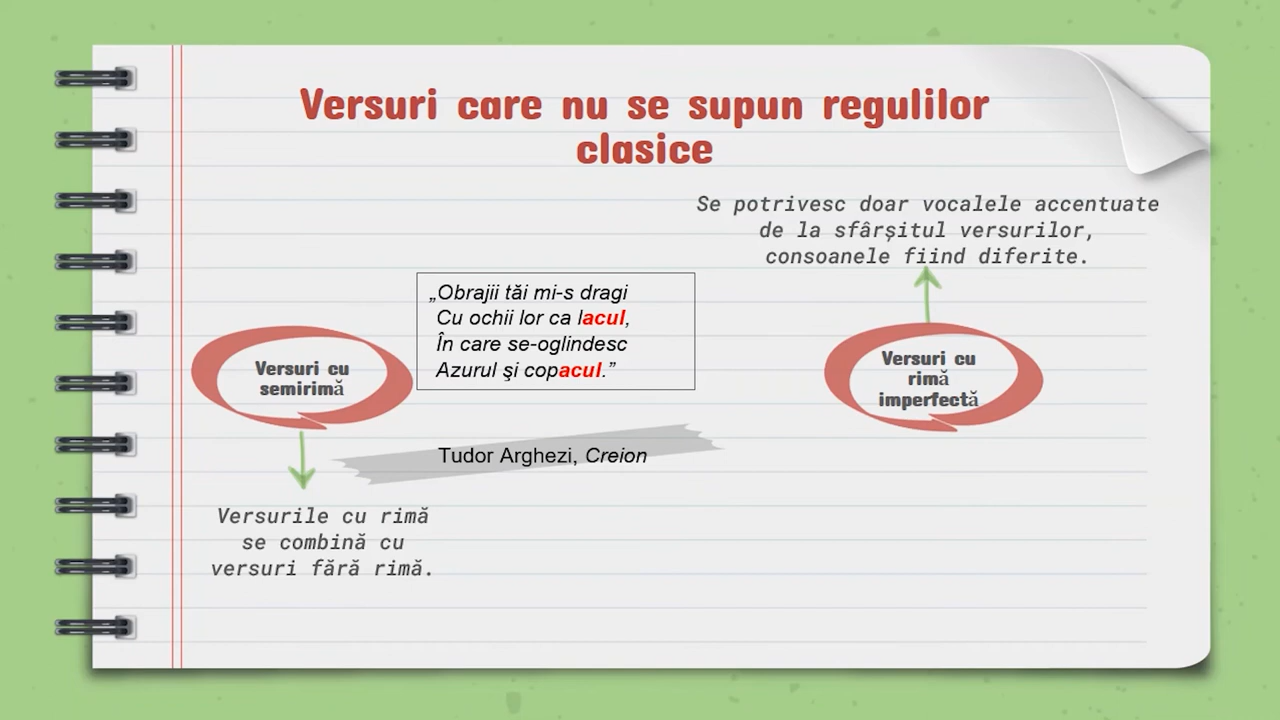 Versuri care nu se supun regulilor
clasice
Se potrivesc doar vocalele accentuate
de la sfârșitul versurilor,
consoanele fiind diferite.
„Obrajii tăi mi-s dragi
Cu ochii lor ca lacul,
În care se-oglindesc
Azurul şi copacul.”
Versuri cu
semirimă
Versuri cu
rimă
imperfectă
Tudor Arghezi, Creion
Versurile cu rimă
se combină cu
versuri fără rimă.